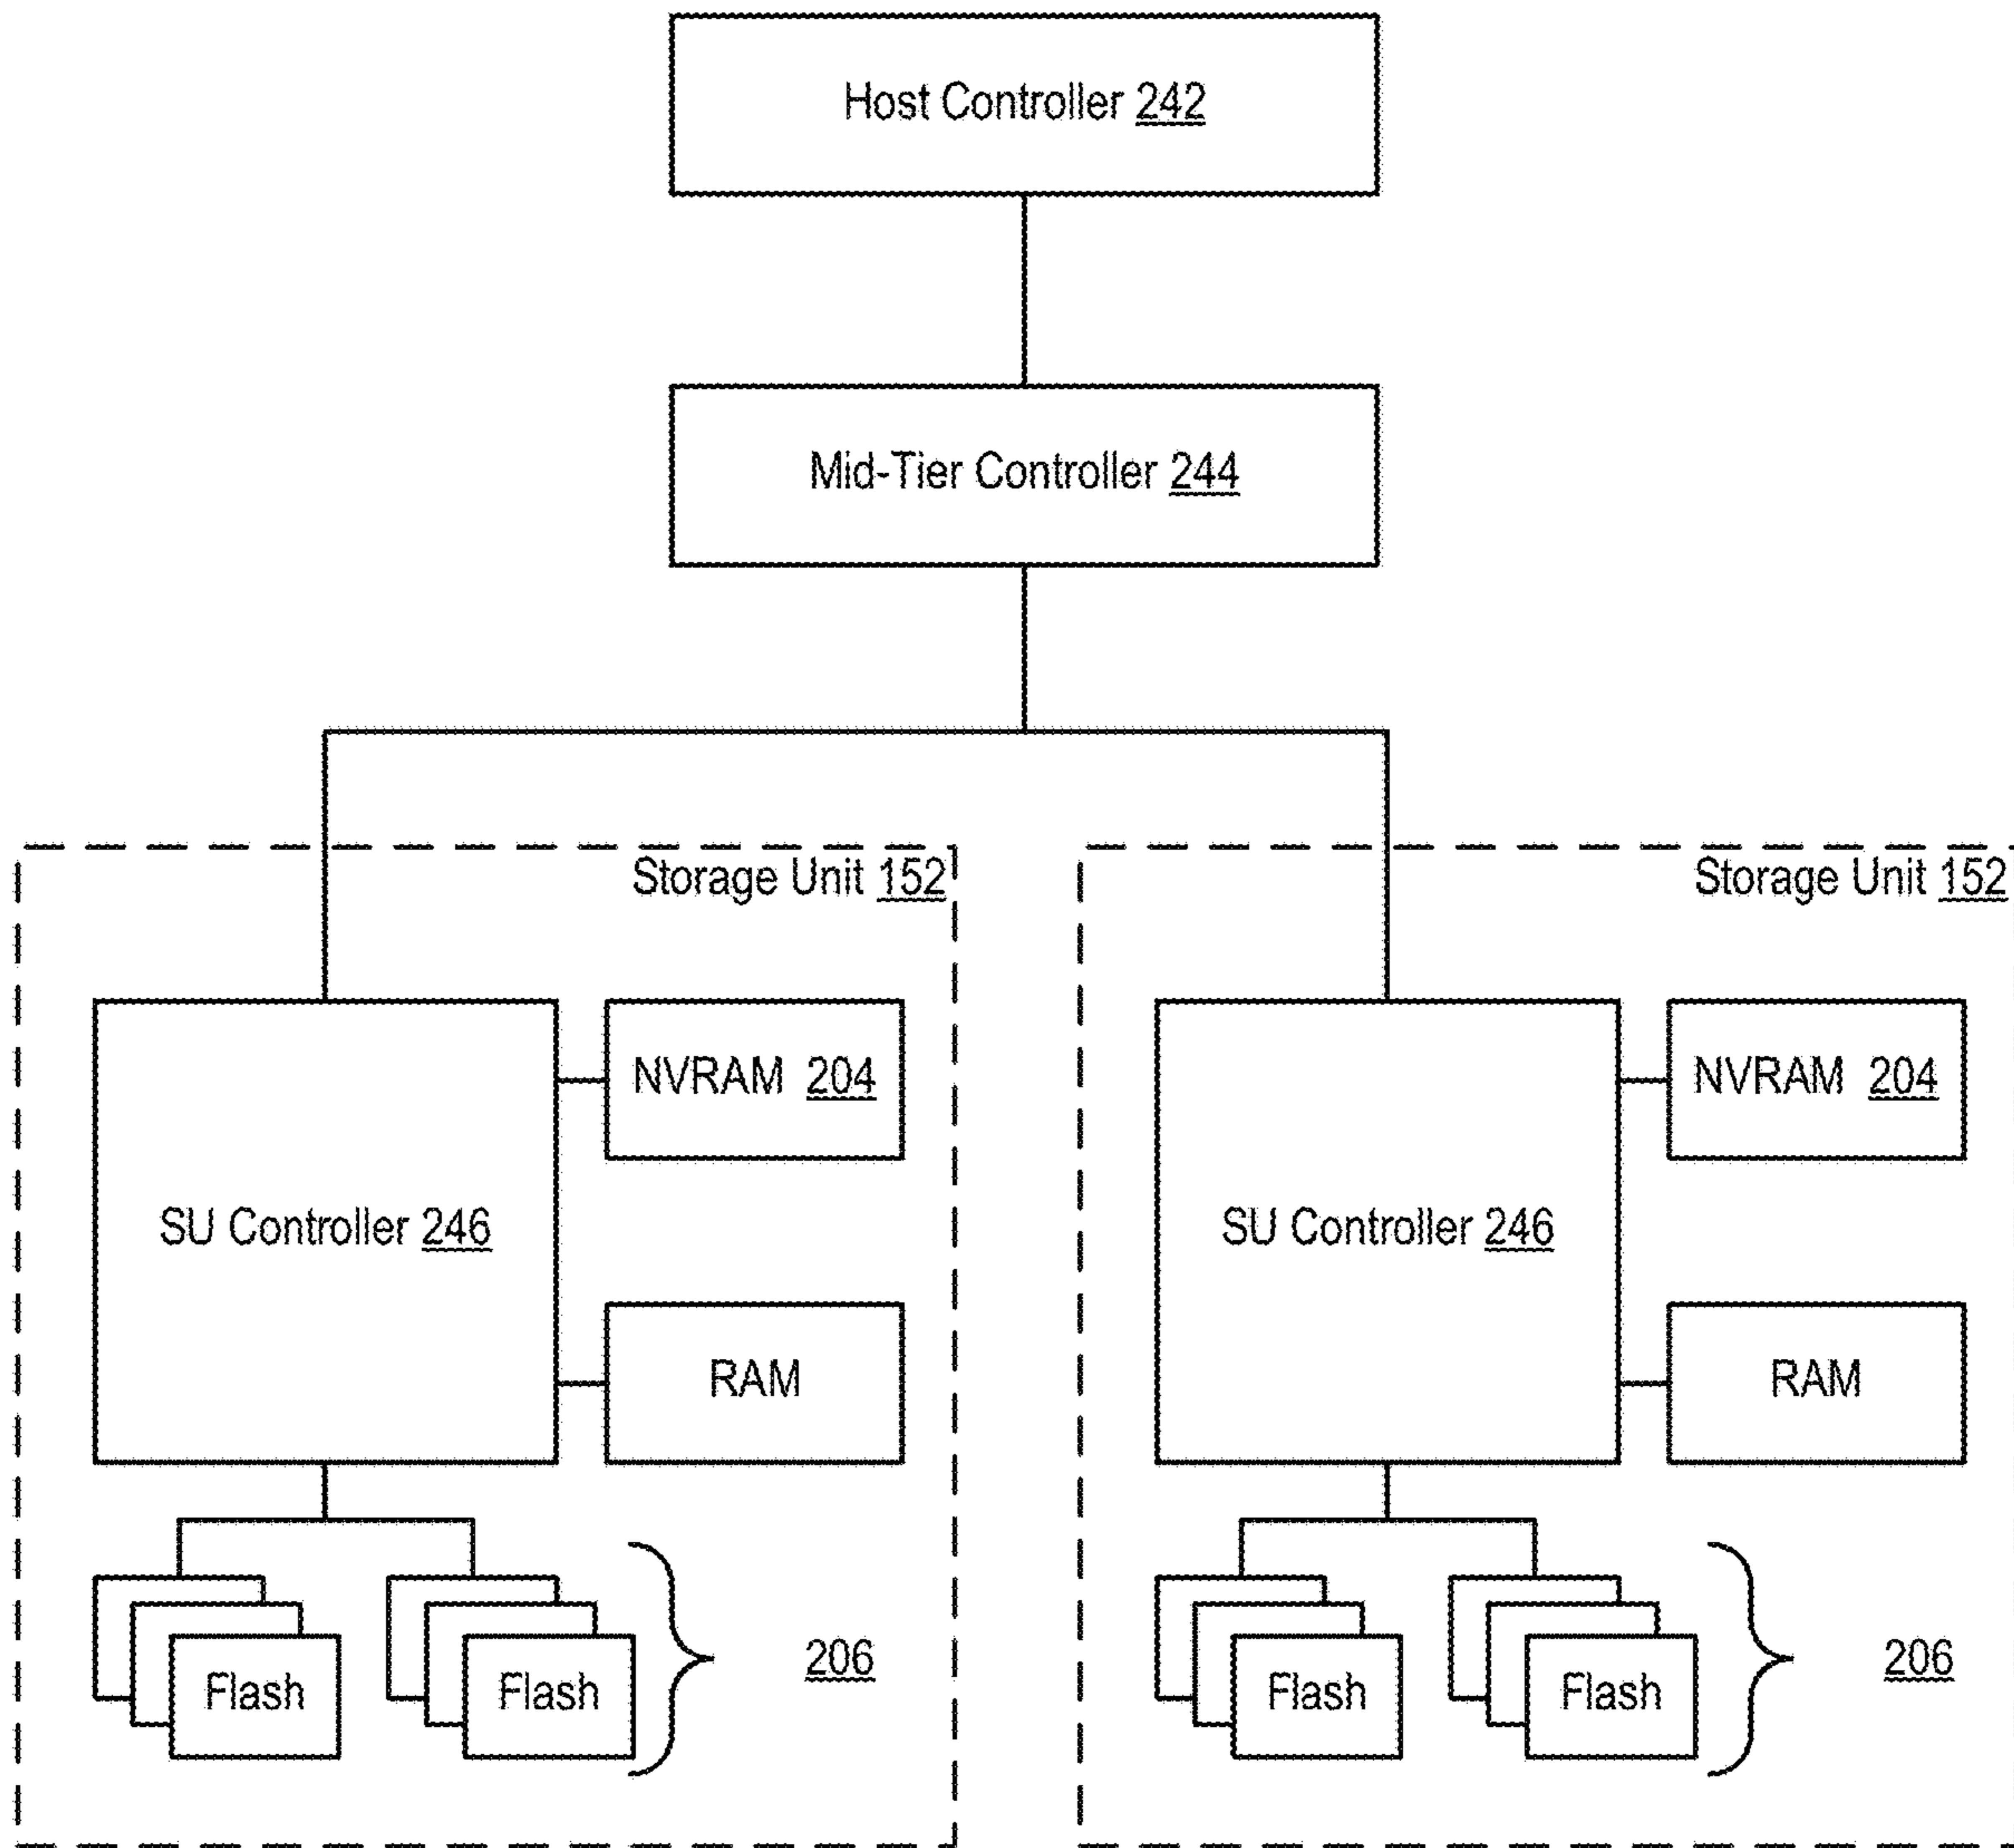 Host Controller 242
Mid-Tier Controller 244
Storage Unit 152
NVRAM 204
SU Controller 246
RAM
Flash
Flash
206
Storage Unit 152
NVRAM 204
SU Controller 246
RAM
Flash
Flash
206